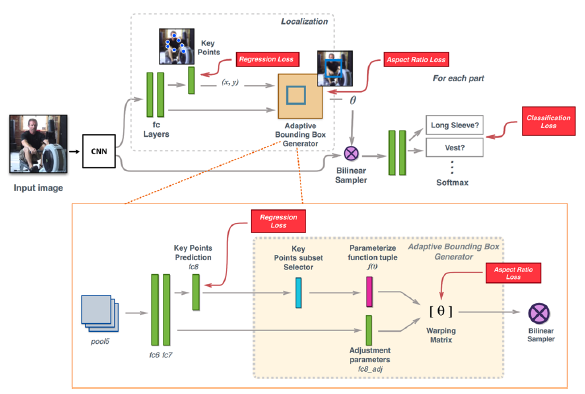 Localization
Key
Points
Regression Loss
Aspect Ratio Loss
(x, y)
For each part
θ
fc
Layers
Adaptive
Bounding Box
Generator
Long Sleeve?
Classification
Loss
Vest?
CNN
Bilinear
Sampler
Softmax
Input image
Regression
Loss
Key Points
Prediction
fc8
Key
Points subset
Selector
Parameterize
function tuple
Adaptive Bounding Box
Generator
Aspect Ratio
Loss
[ θ ]
pool5
fc6 fc7
Warping
Matrix
Bilinear
Sampler
Adjustment
parameters
fc8_adj